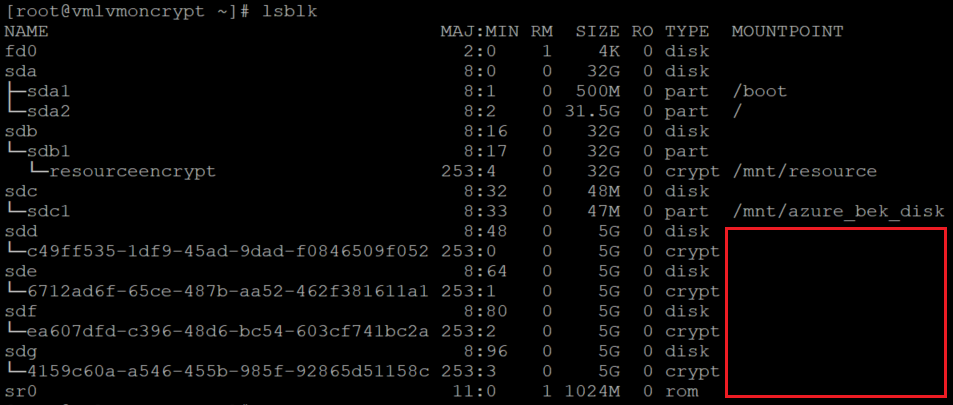 [root@vmlvmoncrypt ~]# lsblk
NAME MAJ:MIN RM SIZE RO TYPE MOUNTPOINT
fd0 2:0 1 4K 0 disk
sda 8:0 0 32G 0 disk
├─sda1 8:1 0 500M 0 part /boot
└─sda2 8:2 0 31.5G 0 part /
sdb 8:16 0 32G 0 disk
└─sdb1 8:17 0 32G 0 part
└─resourceencrypt 253:4 0 32G 0 crypt /mnt/resource
sdc 8:32 0 48M 0 disk
└─sdc1 8:33 0 47M 0 part /mnt/azure_bek_disk
sdd 8:48 0 5G 0 disk
└─c49ff535-1df9-45ad-9dad-f0846509f052 253:0 0 5G 0 crypt
sde 8:64 0 5G 0 disk
└─6712ad6f-65ce-487b-aa52-462f381611a1 253:1 0 5G 0 crypt
sdf 8:80 0 5G 0 disk
└─ea607dfd-c396-48d6-bc54-603cf741bc2a 253:2 0 5G 0 crypt
sdg 8:96 0 5G 0 disk
└─4159c60a-a546-455b-985f-92865d51158c 253:3 0 5G 0 crypt
sr0 11:0 1 1024M 0 rom